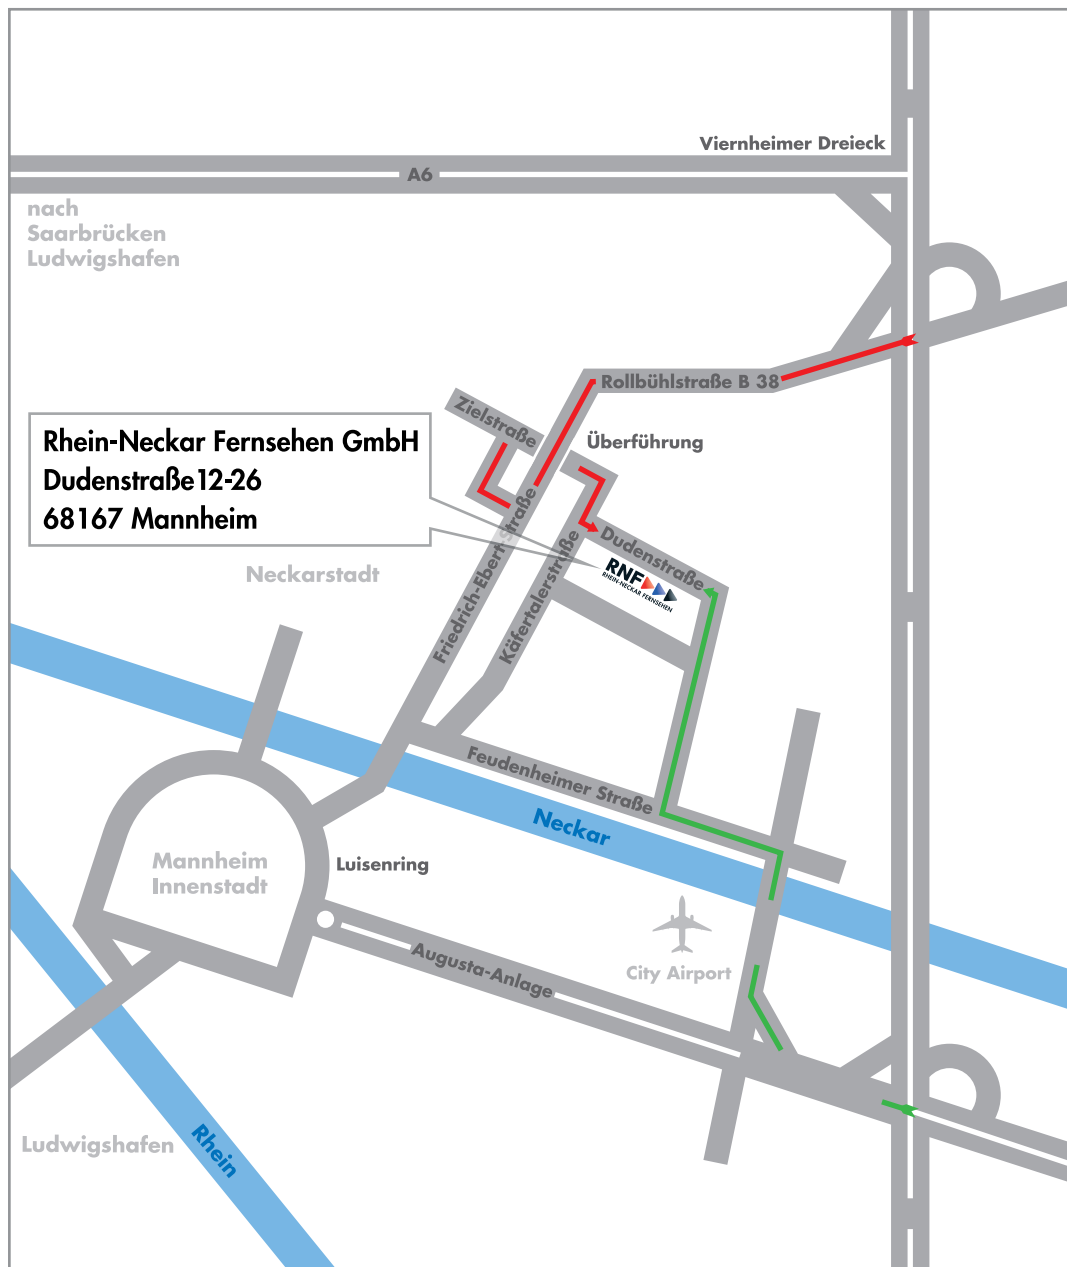 Viernheimer Dreieck
A6
nach
Saarbrücken
Ludwigshafen
Rollbühlstraße B 38
Zielstraße
Rhein-Neckar Fernsehen GmbH
Dudenstraße 12-26
68167 Mannheim
Überführung
Friedrich-Ebert-Straße
Käfertalerstraße
Dudenstraße
RNF
RHEIN-NECKAR FERNSEHEN
Neckarstadt
Feudenheimer Straße
Neckar
Mannheim
Innenstadt
Luisenring
Augusta-Anlage
City Airport
Ludwigshafen
Rhein